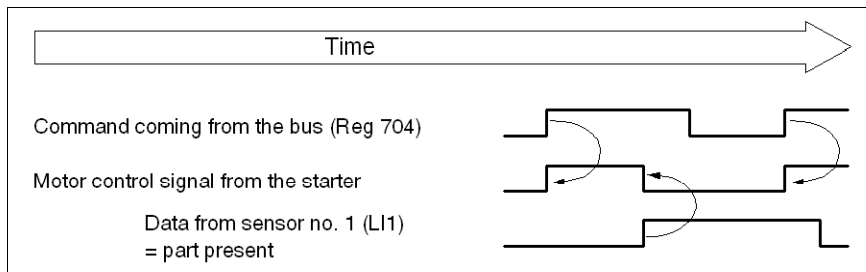 Time
Command coming from the bus (Reg 704)
Motor control signal from the starter
Data from sensor no. 1 (LI1)
= part present